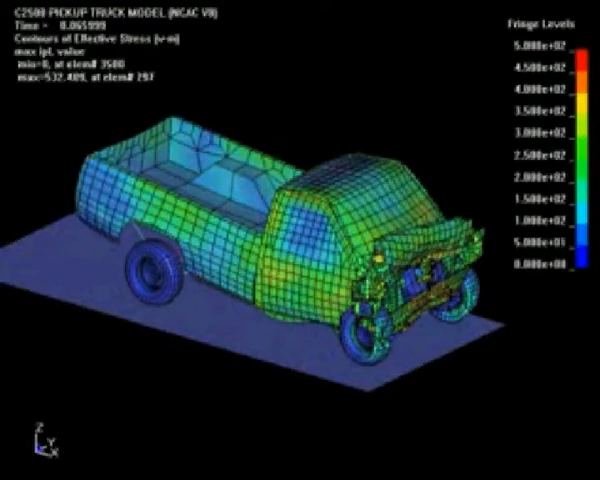 C2500 PICKUP TRUCK MODEL (NCAC V8)
Time = 0.065999
Contours of Effective Stress (v-m)
max ipt. value
min=0, at elem# 3500
max=532.409, at elem# 297
Fringe Levels
5.000e+02
4.500e+02
4.000e+02
3.500e+02
3.000e+02
2.500e+02
2.000e+02
1.500e+02
1.000e+02
5.000e+01
0.000e+00
Z
Y
X